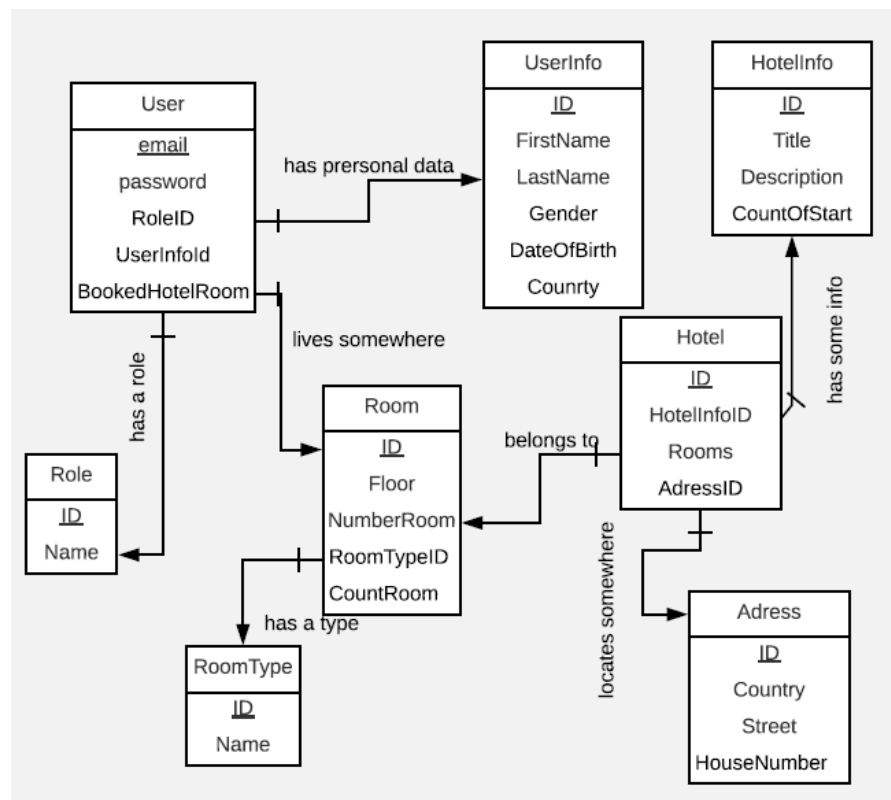 User
email
password
RoleID
UserInfoId
BookedHotelRoom
has prersonal data
UserInfo
ID
FirstName
LastName
Gender
DateOfBirth
Counrty
HotelInfo
ID
Title
Description
CountOfStart
has some info
lives somewhere
has a role
Role
ID
Name
Room
ID
Floor
NumberRoom
RoomTypeID
CountRoom
belongs to
Hotel
ID
HotelInfoID
Rooms
AdressID
has a type
RoomType
ID
Name
locates somewhere
Adress
ID
Country
Street
HouseNumber